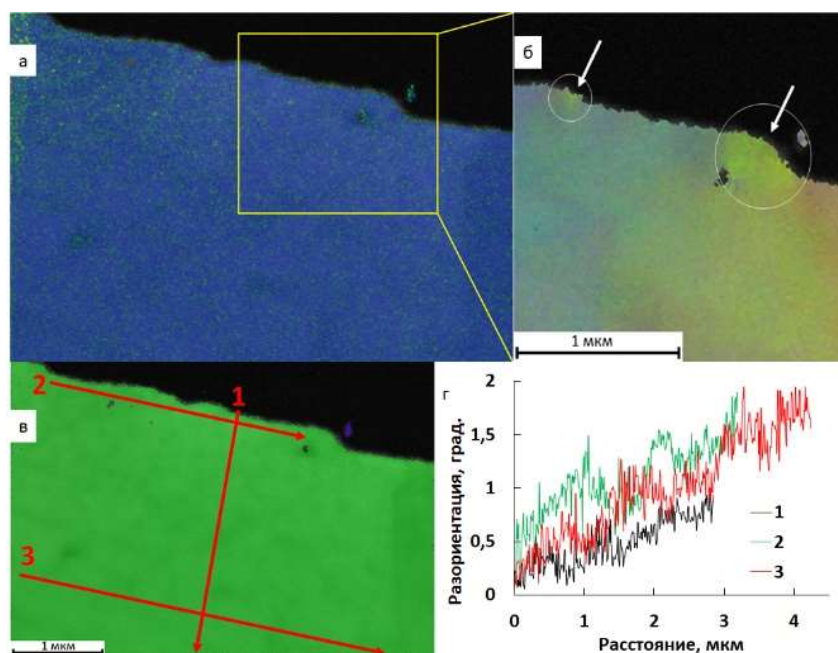 а
б
1 мкм
в
2
1
3
1 мкм
г
Разориентация, град.
2
1,5
1
0,5
0
0
1
2
3
4
Расстояние, мкм
1
2
3